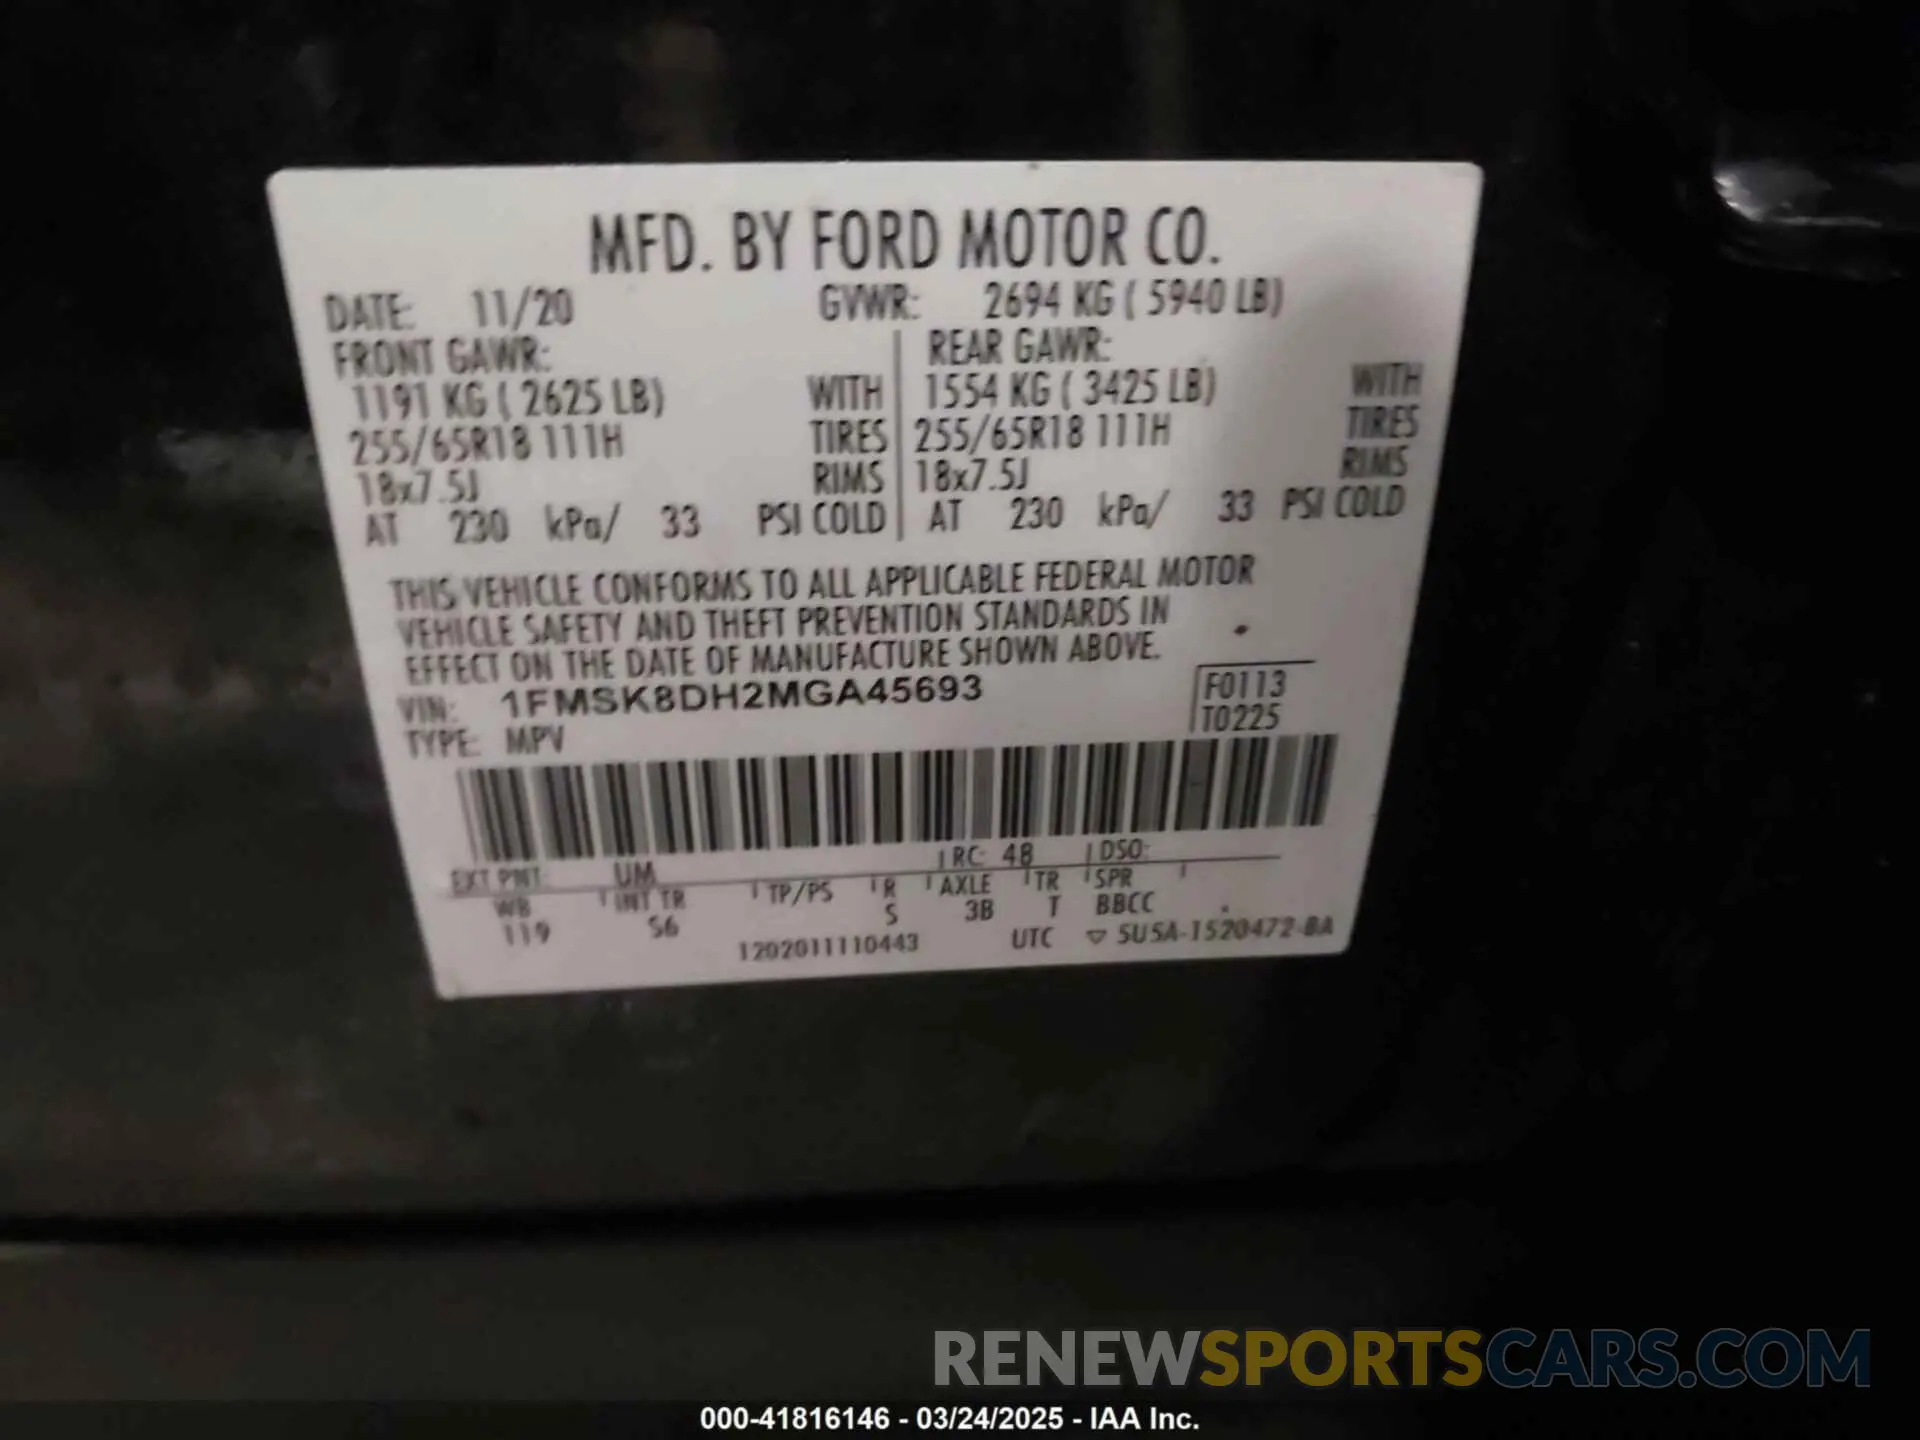 MFD. BY FORD MOTOR CO.
DATE: 11/20 GVWR: 2694 KG ( 5940 LB)
FRONT GAWR: REAR GAWR:
1191 KG ( 2625 LB) WITH 1554 KG ( 3425 LB) WITH
255/65R18 111H TIRES 255/65R18 111H TIRES
18x7.5J RIMS 18x7.5J RIMS
AT 230 kPa/ 33 PSI COLD AT 230 kPa/ 33 PSI COLD
THIS VEHICLE CONFORMS TO ALL APPLICABLE FEDERAL MOTOR
VEHICLE SAFETY AND THEFT PREVENTION STANDARDS IN
EFFECT ON THE DATE OF MANUFACTURE SHOWN ABOVE.
VIN: 1FMSK8DH2MGA45693 F0113
TYPE: MPV T0225
EXT PNT: UM RC: 48 DSO:
WB INT TR TP/PS R AXLE TR SPR
119 S6 S 3B T BBCC
1202011110443 UTC ▽ 5U5A-1520472-BA
RENEWSPORTSCARS.COM
000-41816146 - 03/24/2025 - IAA Inc.